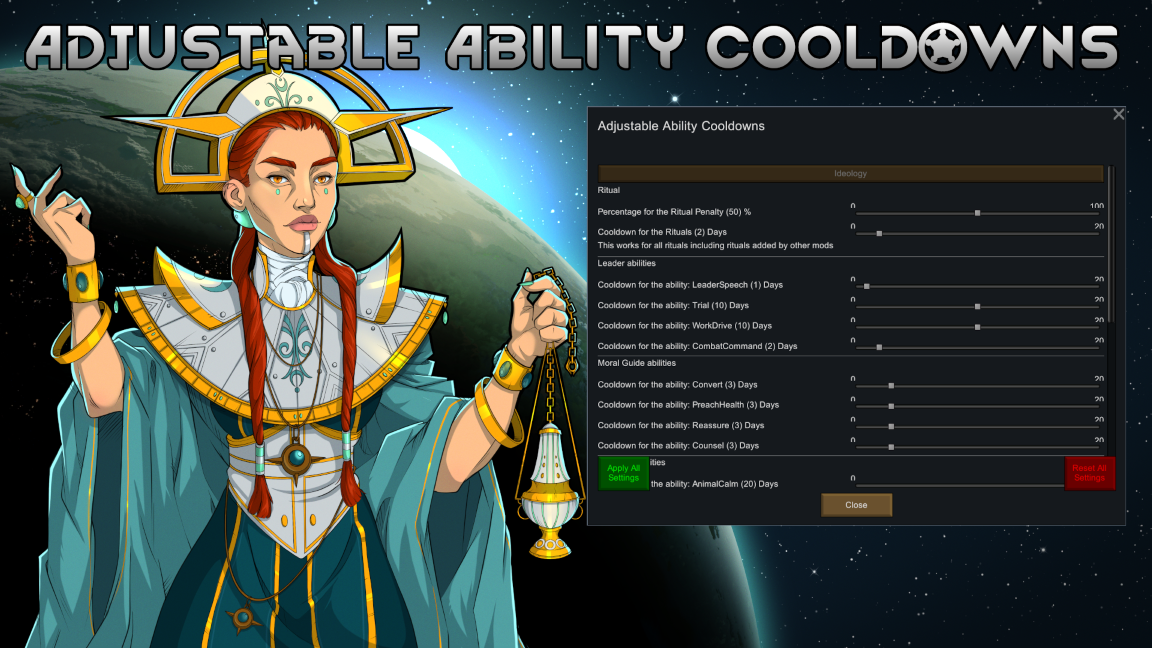 ADJUSTABLE ABILITY COOLDOWNS
Adjustable Ability Cooldowns
Ideology
Ritual
Percentage for the Ritual Penalty (50) %
0 100
Cooldown for the Rituals (2) Days
0 20
This works for all rituals including rituals added by other mods
Leader abilities
Cooldown for the ability: LeaderSpeech (1) Days
0 20
Cooldown for the ability: Trial (10) Days
0 20
Cooldown for the ability: WorkDrive (10) Days
0 20
Cooldown for the ability: CombatCommand (2) Days
0 20
Moral Guide abilities
Cooldown for the ability: Convert (3) Days
0 20
Cooldown for the ability: PreachHealth (3) Days
0 20
Cooldown for the ability: Reassure (3) Days
0 20
Cooldown for the ability: Counsel (3) Days
0 20
ities
the ability: AnimalCalm (20) Days
0
Apply All
Settings
Reset All
Settings
Close